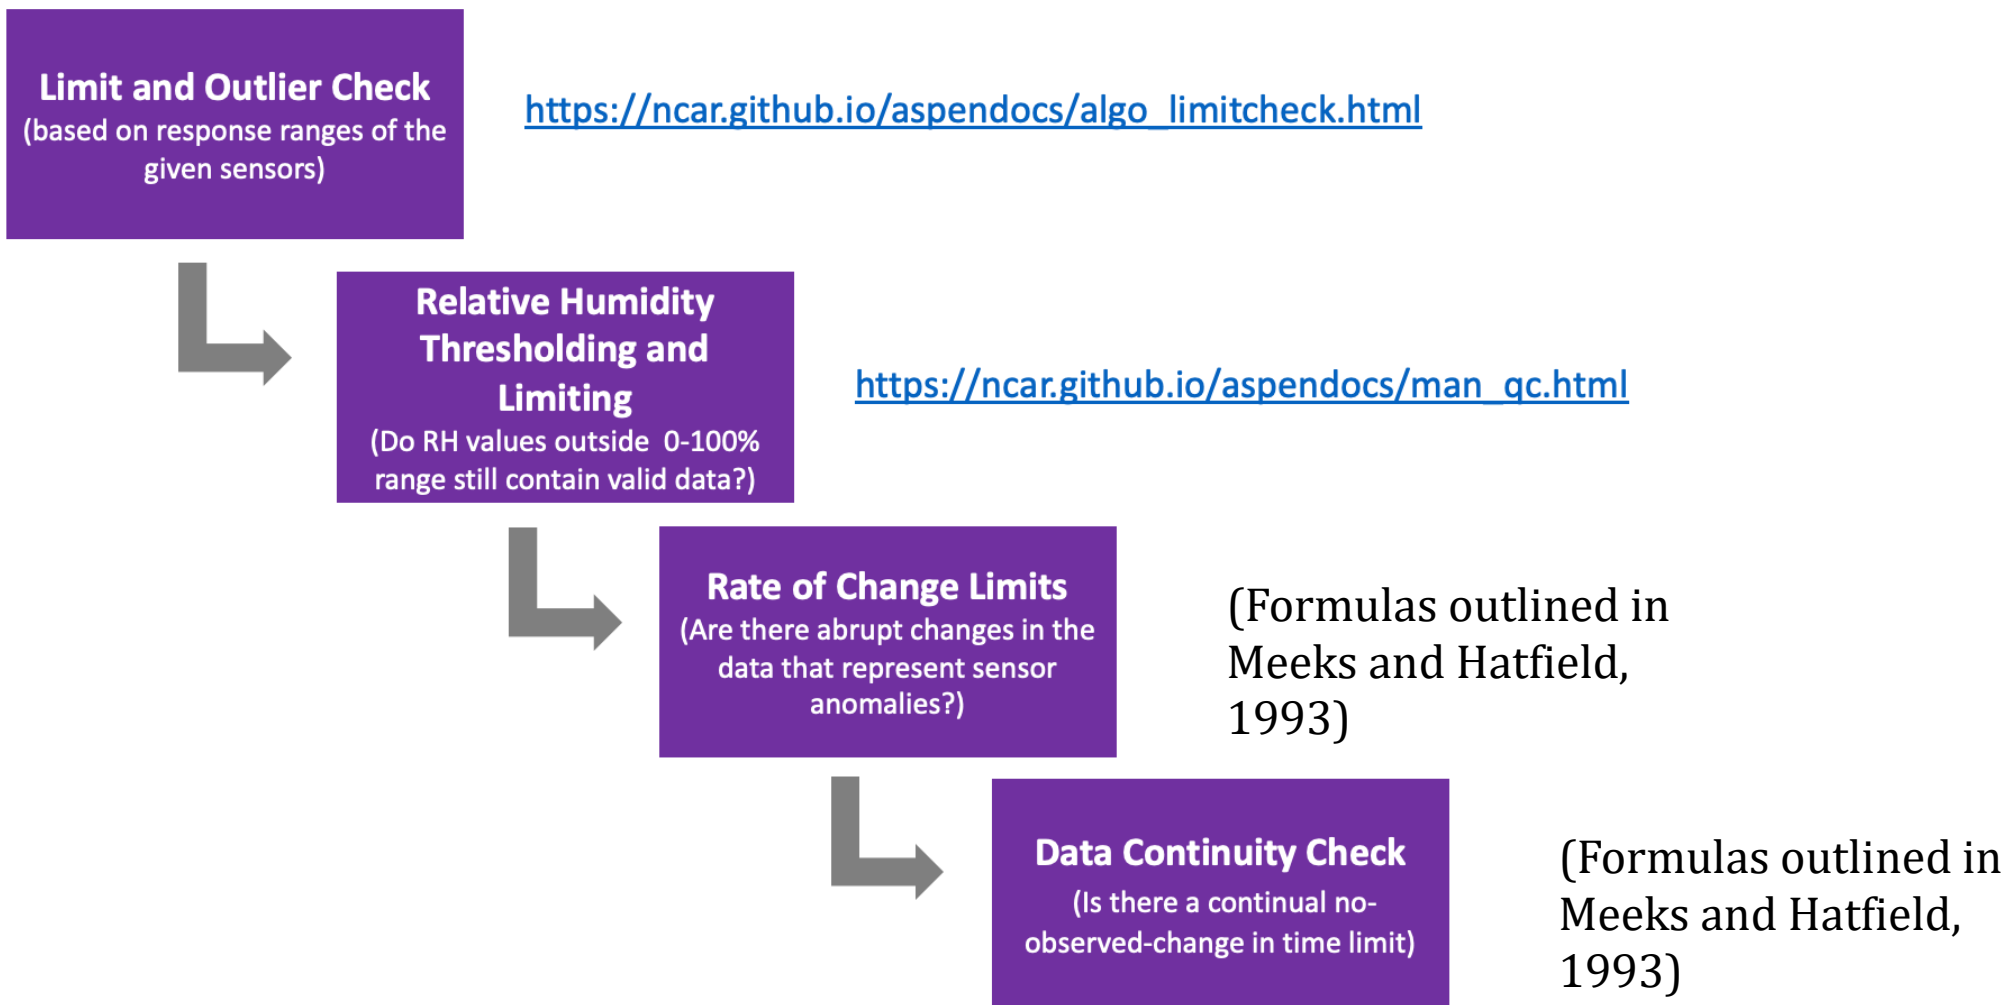 Limit and Outlier Check
(based on response ranges of the
given sensors)
https://ncar.github.io/aspendocs/algo_limitcheck.html
Relative Humidity
Thresholding and
Limiting
(Do RH values outside 0-100%
range still contain valid data?)
https://ncar.github.io/aspendocs/man_qc.html
Rate of Change Limits
(Are there abrupt changes in the
data that represent sensor
anomalies?)
(Formulas outlined in
Meeks and Hatfield,
1993)
Data Continuity Check
(Is there a continual no-
observed-change in time limit)
(Formulas outlined in
Meeks and Hatfield,
1993)